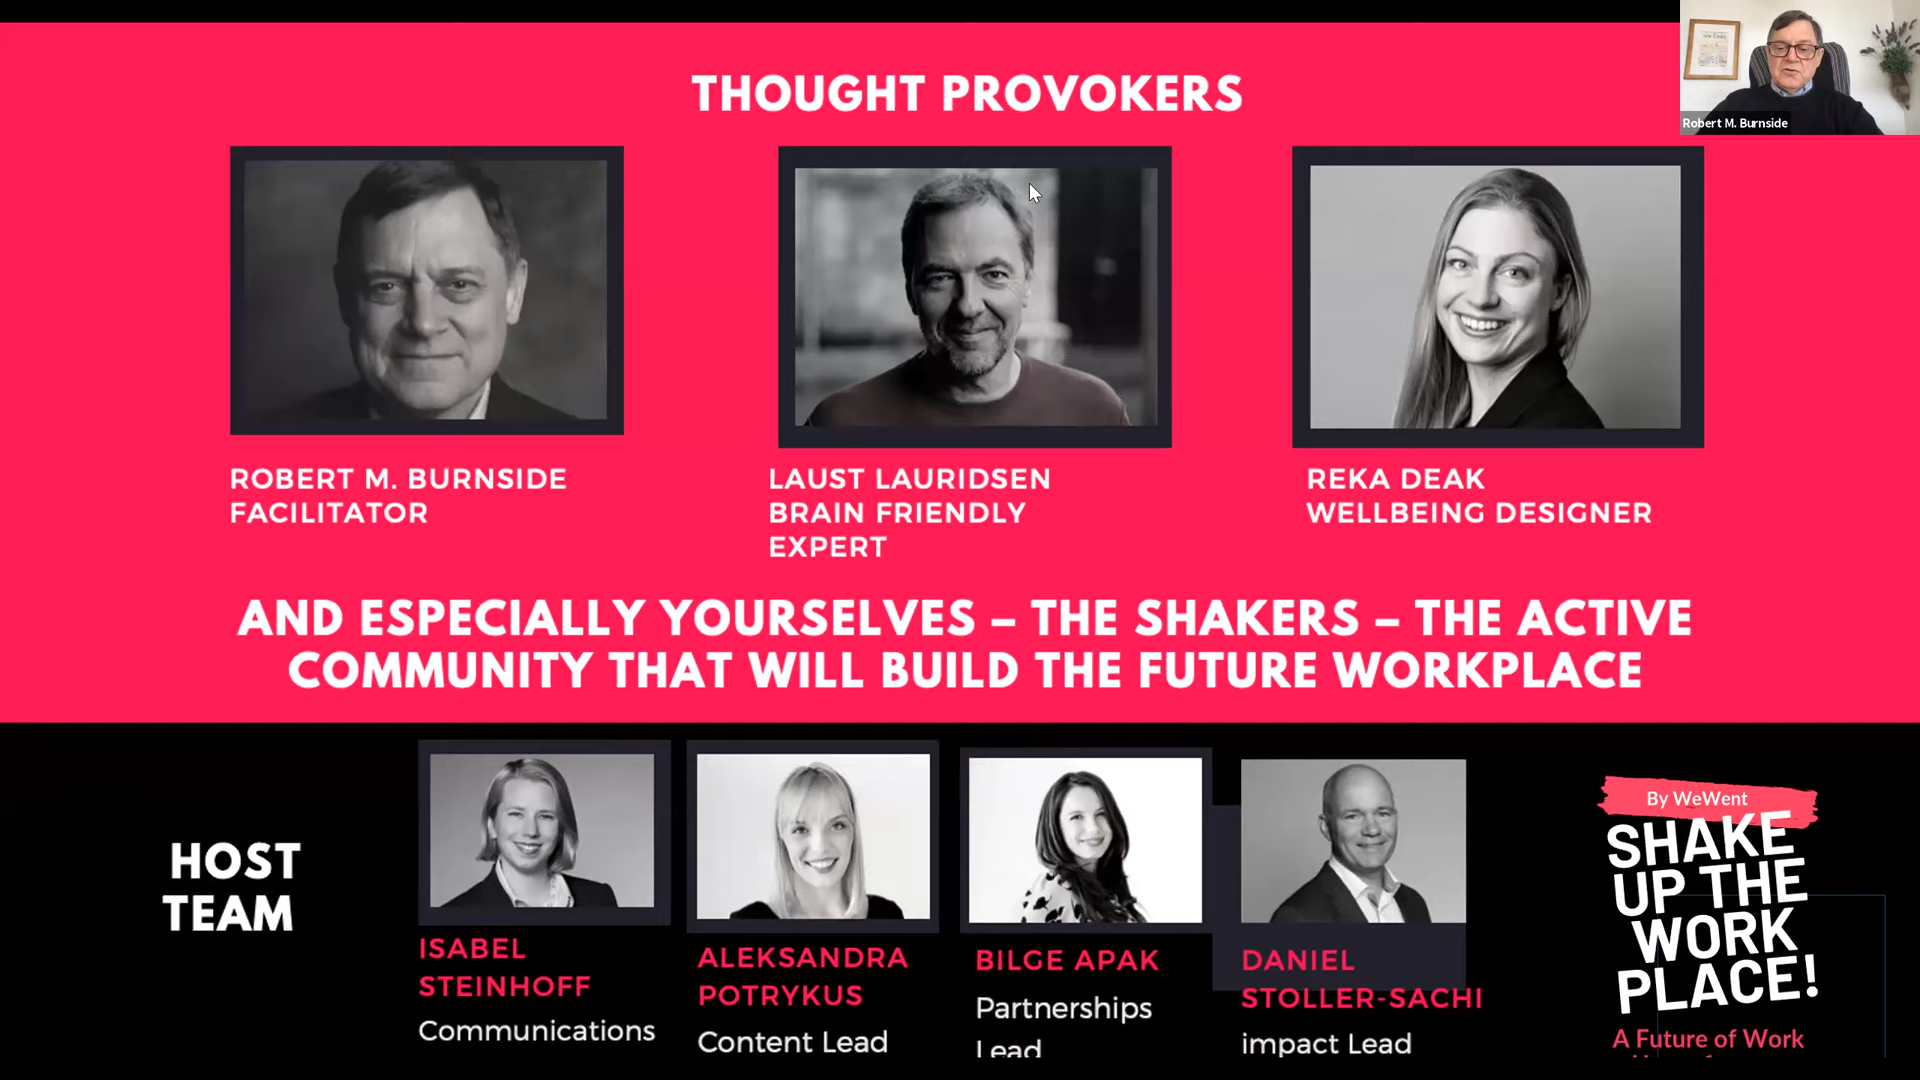 THOUGHT PROVOKERS
Robert M. Burnside
ROBERT M. BURNSIDE
FACILITATOR
LAUST LAURIDSEN
BRAIN FRIENDLY
EXPERT
REKA DEAK
WELLBEING DESIGNER
AND ESPECIALLY YOURSELVES – THE SHAKERS – THE ACTIVE
COMMUNITY THAT WILL BUILD THE FUTURE WORKPLACE
HOST
TEAM
ISABEL
STEINHOFF
Communications
ALEKSANDRA
POTRYKUS
Content Lead
BILGE APAK
Partnerships
Lead
DANIEL
STOLLER-SACHI
impact Lead
By WeWent
SHAKE
UP THE
WORK
PLACE!
A Future of Work